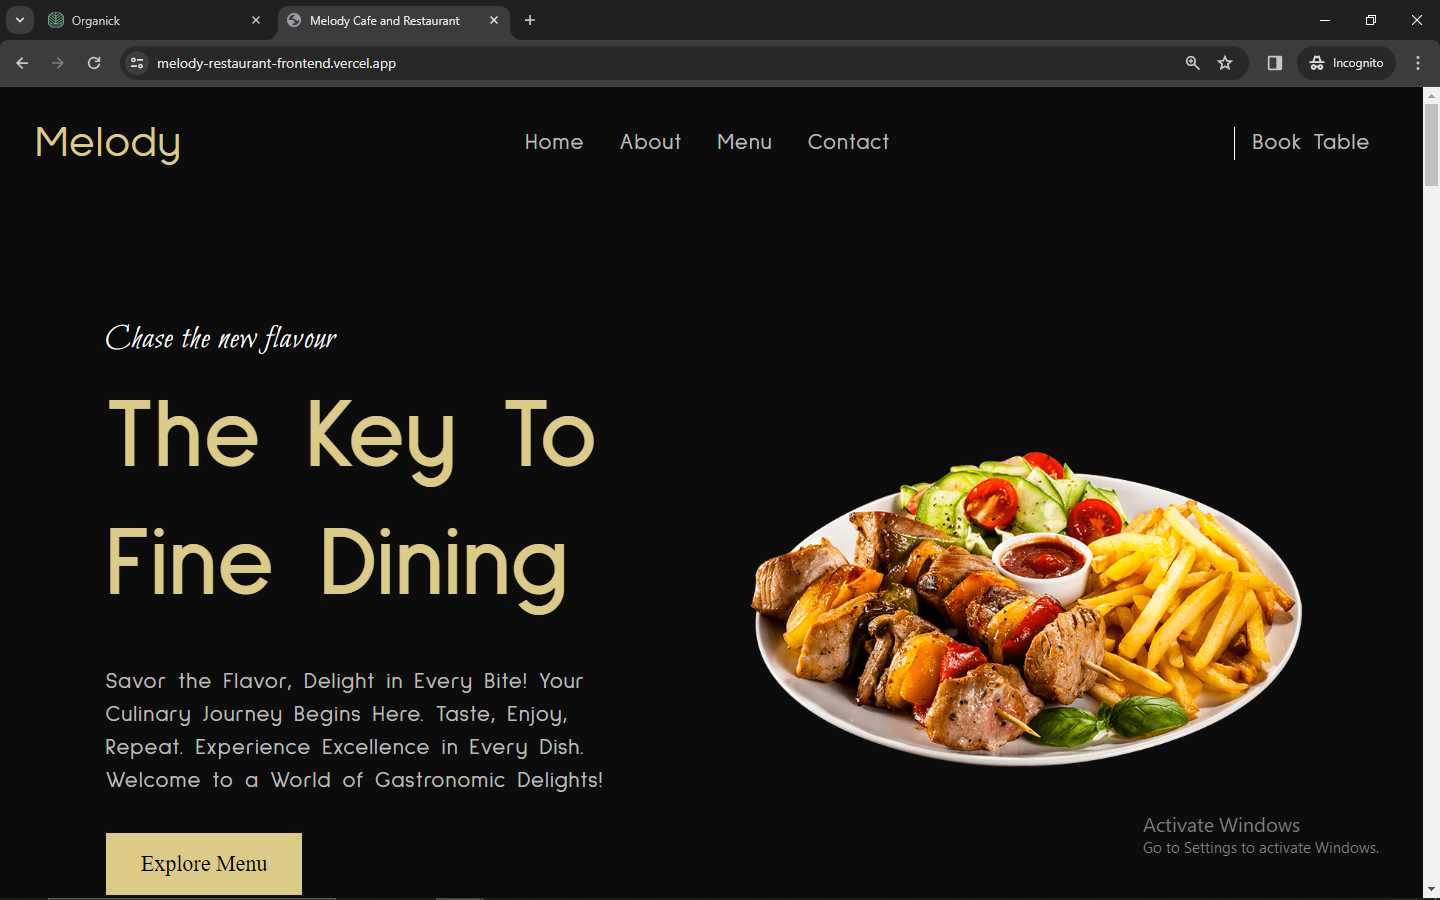 Organick
Melody Cafe and Restaurant
melody-restaurant-frontend.vercel.app
Incognito
Melody
Home
About
Menu
Contact
Book Table
Chase the new flavour
The Key To
Fine Dining
Savor the Flavor, Delight in Every Bite! Your
Culinary Journey Begins Here. Taste, Enjoy,
Repeat. Experience Excellence in Every Dish.
Welcome to a World of Gastronomic Delights!
Explore Menu
Activate Windows
Go to Settings to activate Windows.